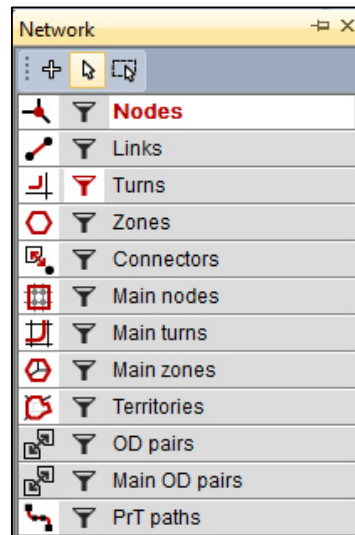 Network
Nodes
Links
Turns
Zones
Connectors
Main nodes
Main turns
Main zones
Territories
OD pairs
Main OD pairs
PrT paths